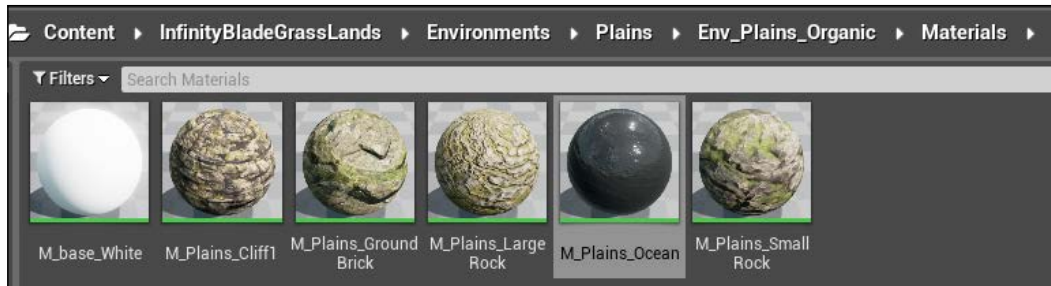 Content InfinityBladeGrassLands Environments Plains Env_Plains_Organic Materials
Filters Search Materials
M_base_White M_Plains_Cliff1 M_Plains_Ground M_Plains_Large M_Plains_Ocean M_Plains_Small
Brick Rock Rock